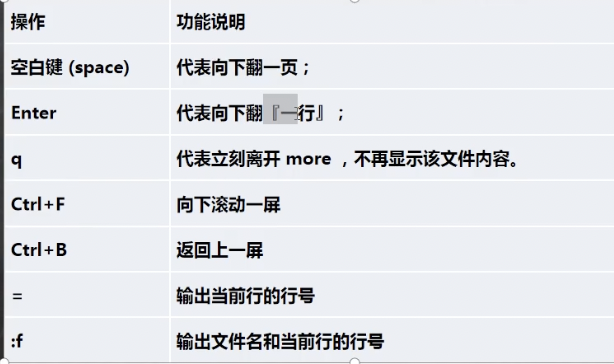 操作 功能说明
空白键 (space) 代表向下翻一页；
Enter 代表向下翻『一行』；
q 代表立刻离开 more ，不再显示该文件内容。
Ctrl+F 向下滚动一屏
Ctrl+B 返回上一屏
= 输出当前行的行号
:f 输出文件名和当前行的行号